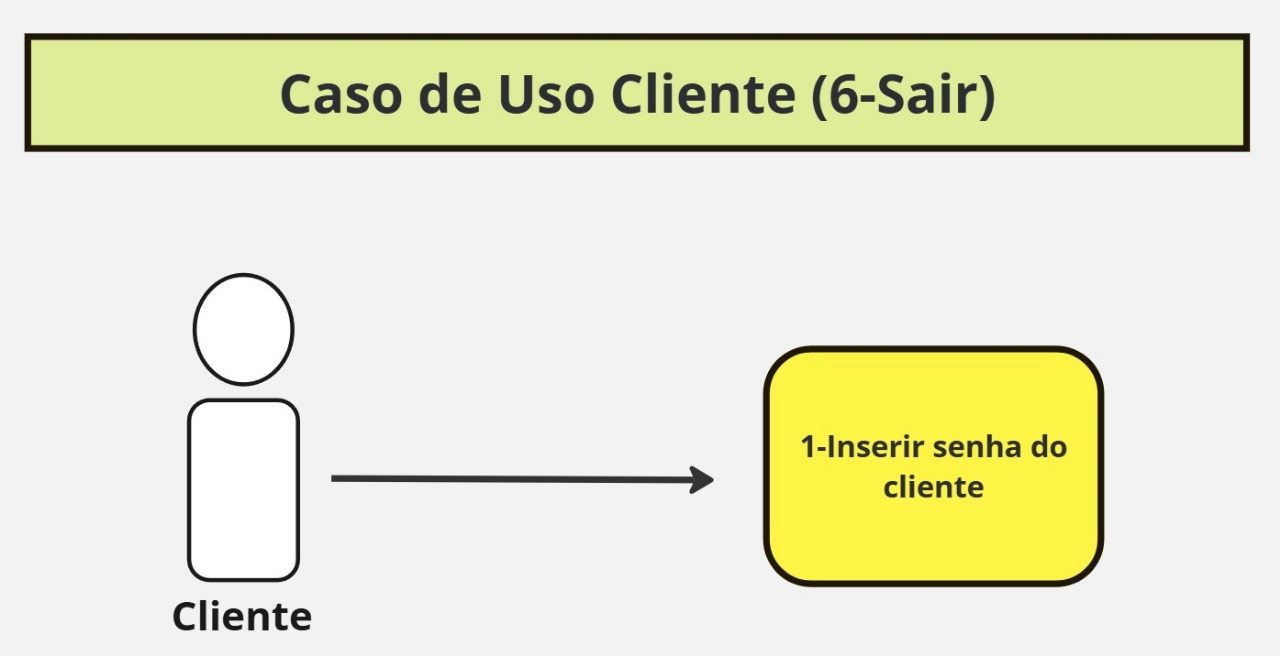 Caso de Uso Cliente (6-Sair)
1-Inserir senha do
cliente
Cliente